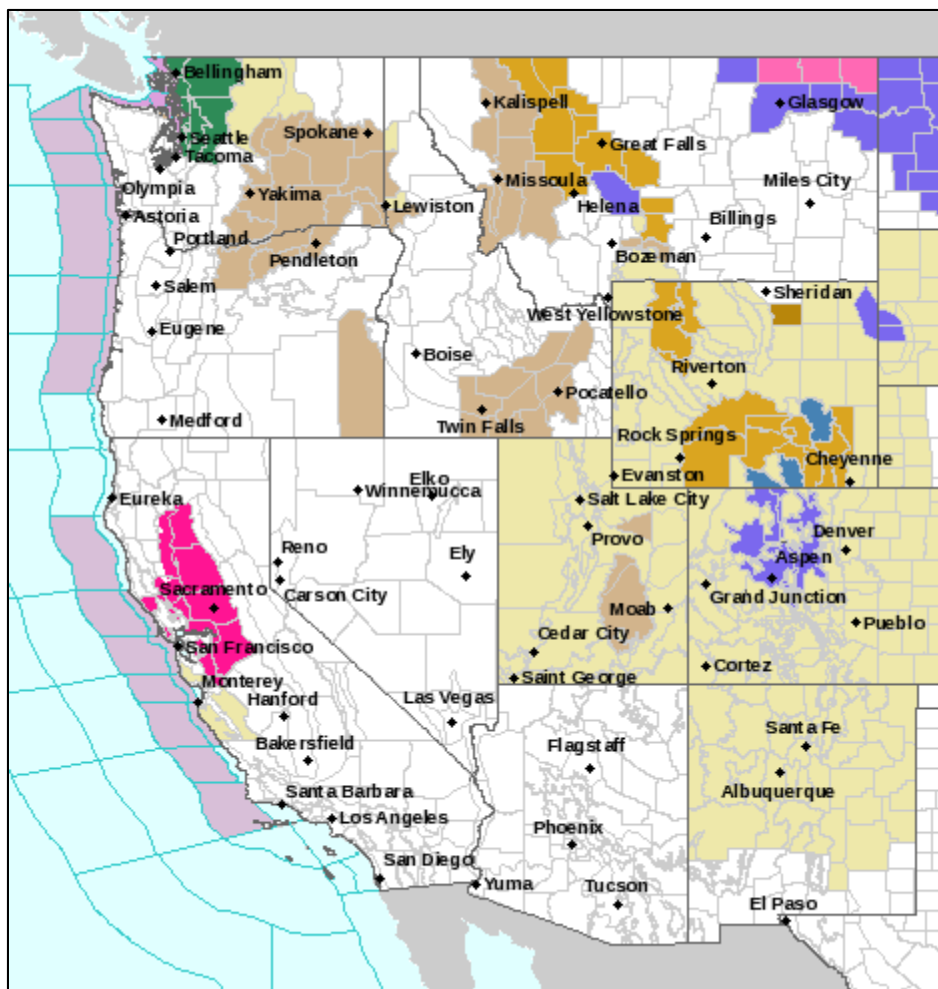 Bellingham
Kalispell
Glasgow
Seattle
Spokane
Great Falls
Tacoma
Olympia
Yakima
Missoula
Helena
Miles City
Astoria
Lewiston
Billings
Portland
Pendleton
Bozeman
Salem
Sheridan
West Yellowstone
Eugene
Boise
Riverton
Pocatello
Medford
Twin Falls
Rock Springs
Cheyenne
Evanston
Elko
Winnemucca
Eureka
Salt Lake City
Provo
Denver
Reno
Ely
Aspen
Carson City
Sacramento
Moab
Grand Junction
Pueblo
Cedar City
San Francisco
Cortez
Saint George
Monterey
Hanford
Las Vegas
Santa Fe
Bakersfield
Flagstaff
Albuquerque
Santa Barbara
Los Angeles
Phoenix
San Diego
Yuma
Tucson
El Paso